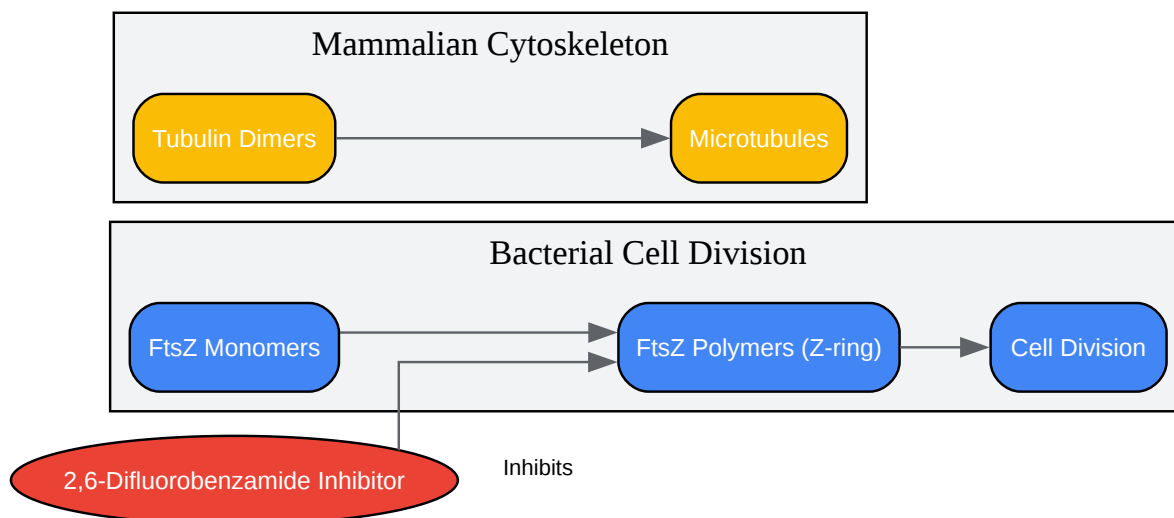 Mammalian Cytoskeleton
Tubulin Dimers
Microtubules
Bacterial Cell Division
FtsZ Monomers
FtsZ Polymers (Z-ring)
Cell Division
2,6-Difluorobenzamide Inhibitor
Inhibits